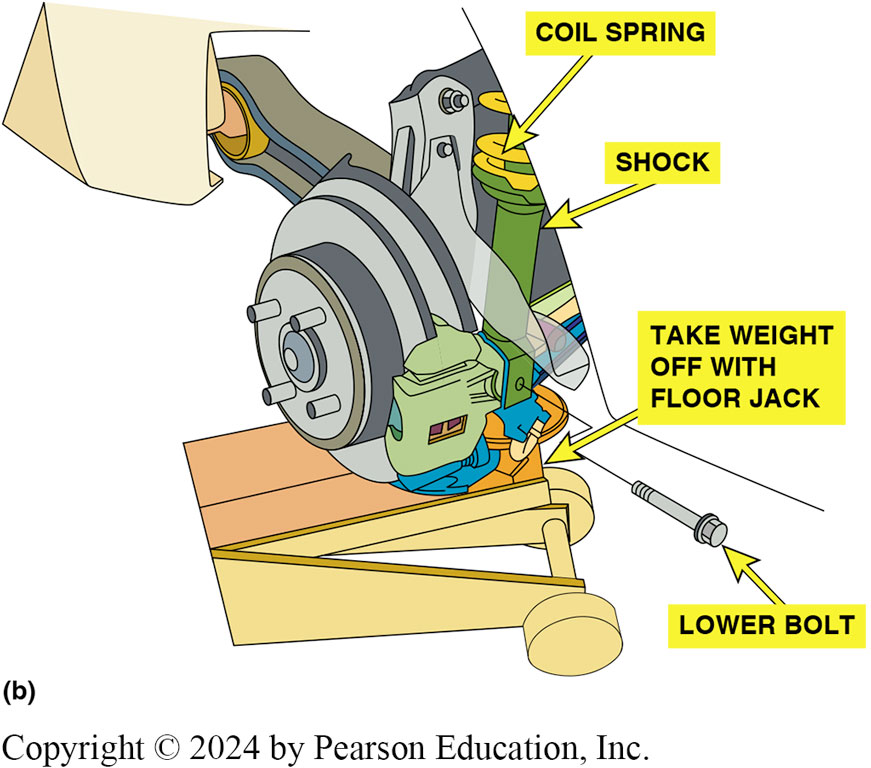 COIL SPRING
SHOCK
TAKE WEIGHT
OFF WITH
FLOOR JACK
LOWER BOLT
(b)
Copyright © 2024 by Pearson Education, Inc.